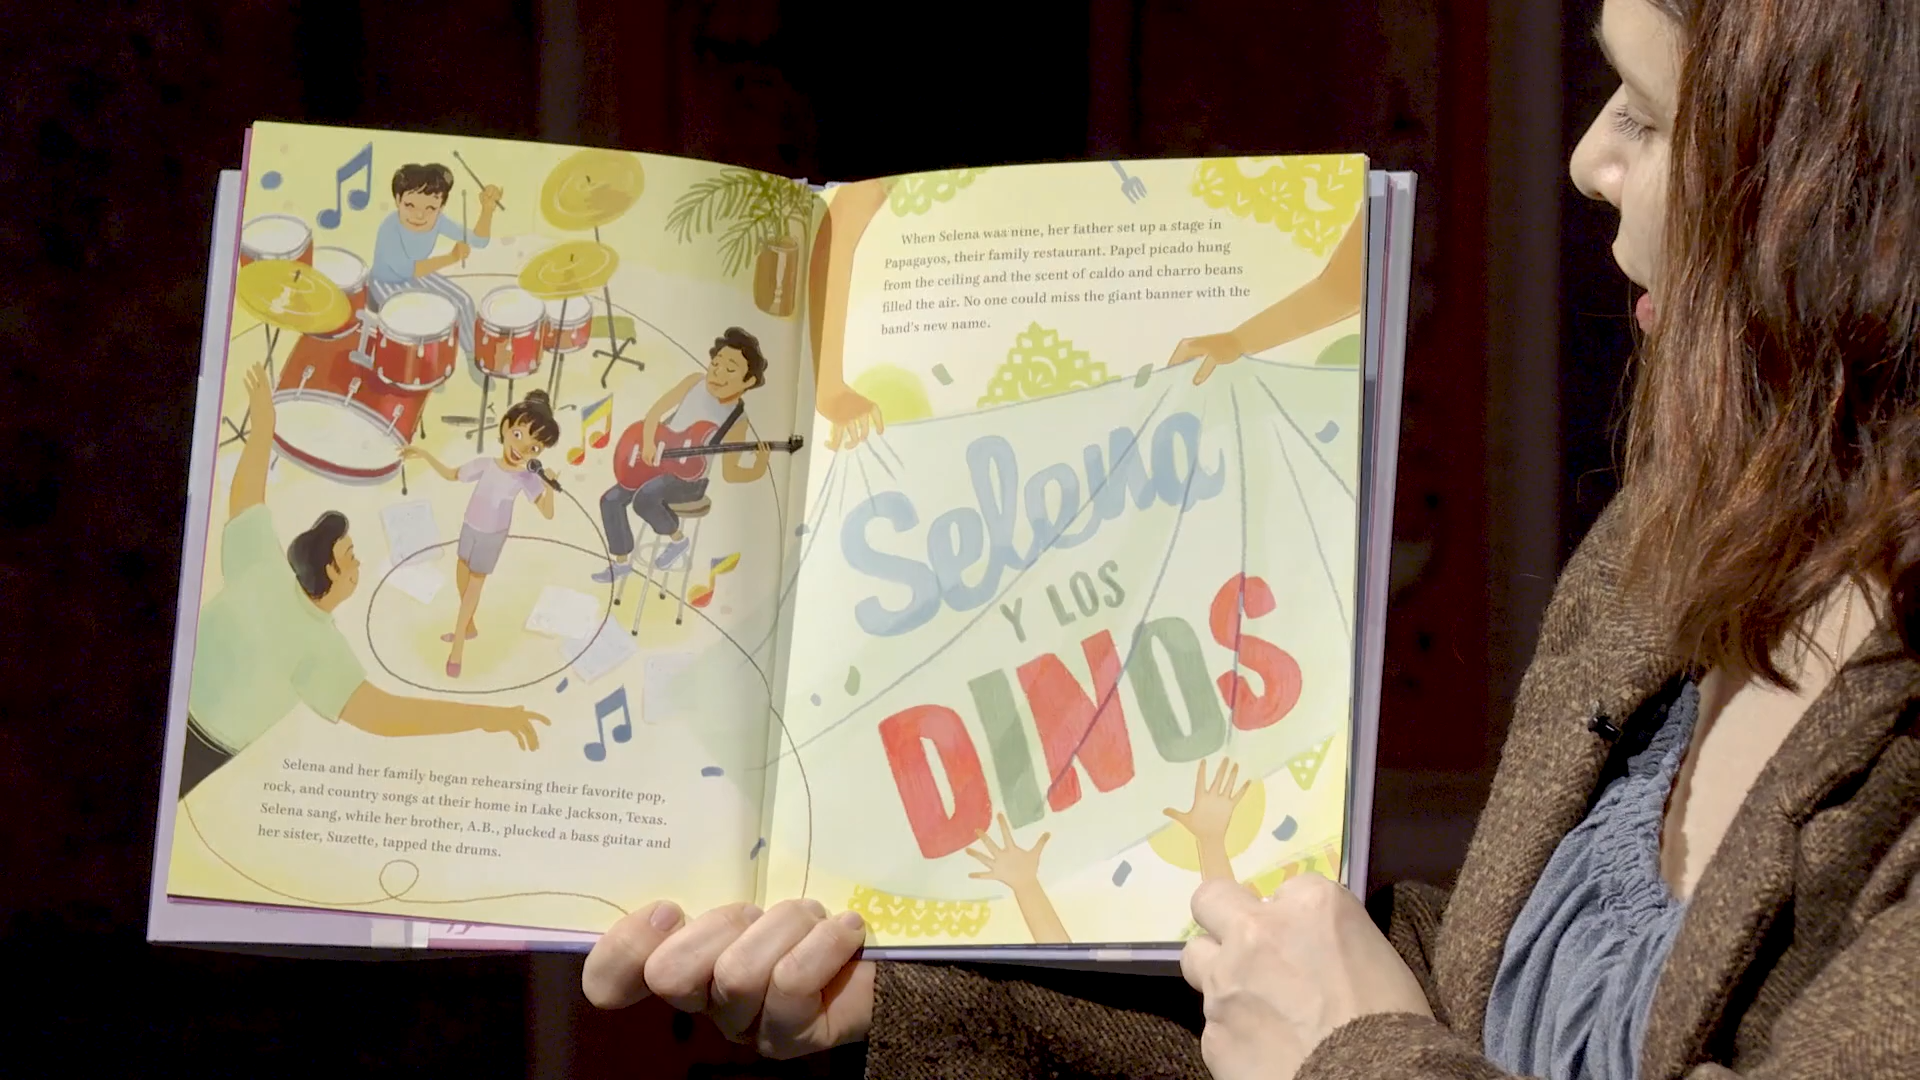 Selena and her family began rehearsing their favorite pop,
rock, and country songs at their home in Lake Jackson, Texas.
Selena sang, while her brother, A.B., plucked a bass guitar and
her sister, Suzette, tapped the drums.
When Selena was nine, her father set up a stage in
Papagayos, their family restaurant. Papel picado hung
from the ceiling and the scent of caldo and charro beans
filled the air. No one could miss the giant banner with the
band's new name.
Selena
Y LOS
DINOS